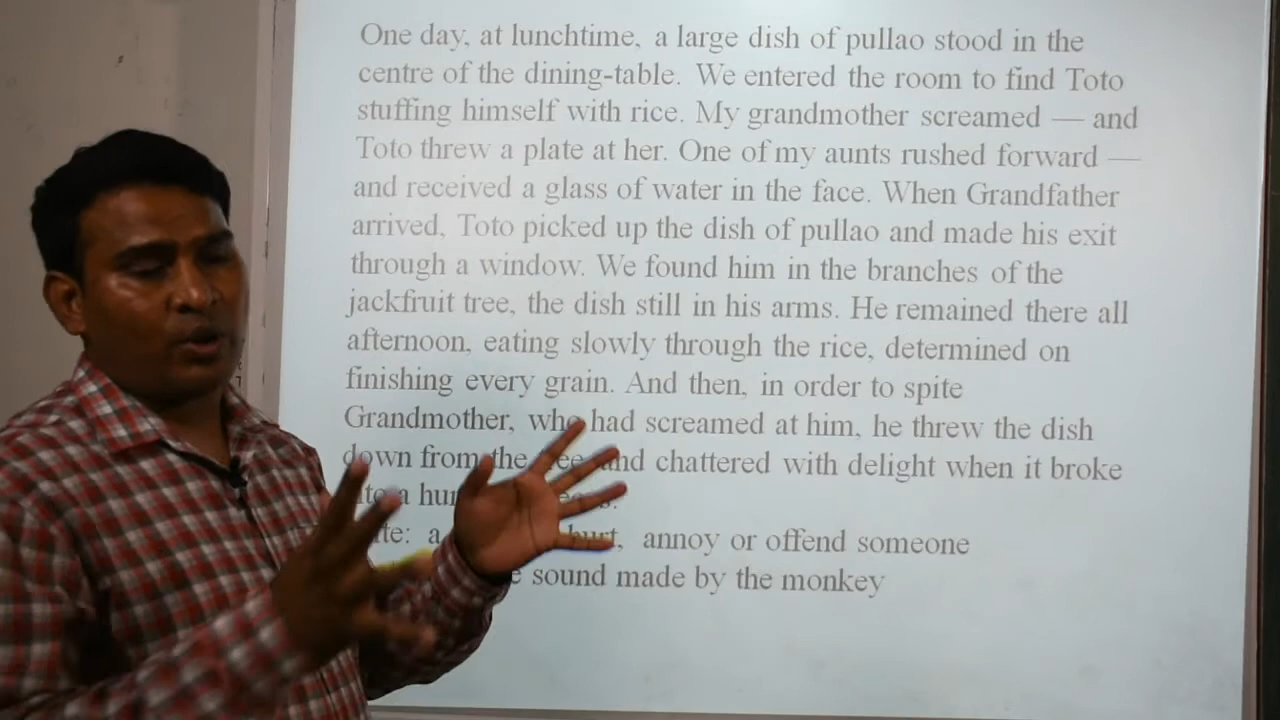 One day, at lunchtime, a large dish of pullao stood in the
centre of the dining-table. We entered the room to find Toto
stuffing himself with rice. My grandmother screamed — and
Toto threw a plate at her. One of my aunts rushed forward —
and received a glass of water in the face. When Grandfather
arrived, Toto picked up the dish of pullao and made his exit
through a window. We found him in the branches of the
jackfruit tree, the dish still in his arms. He remained there all
afternoon, eating slowly through the rice, determined on
finishing every grain. And then, in order to spite
Grandmother, who had screamed at him, he threw the dish
down from the tree and chattered with delight when it broke
a
a hurt, annoy or offend someone
sound made by the monkey